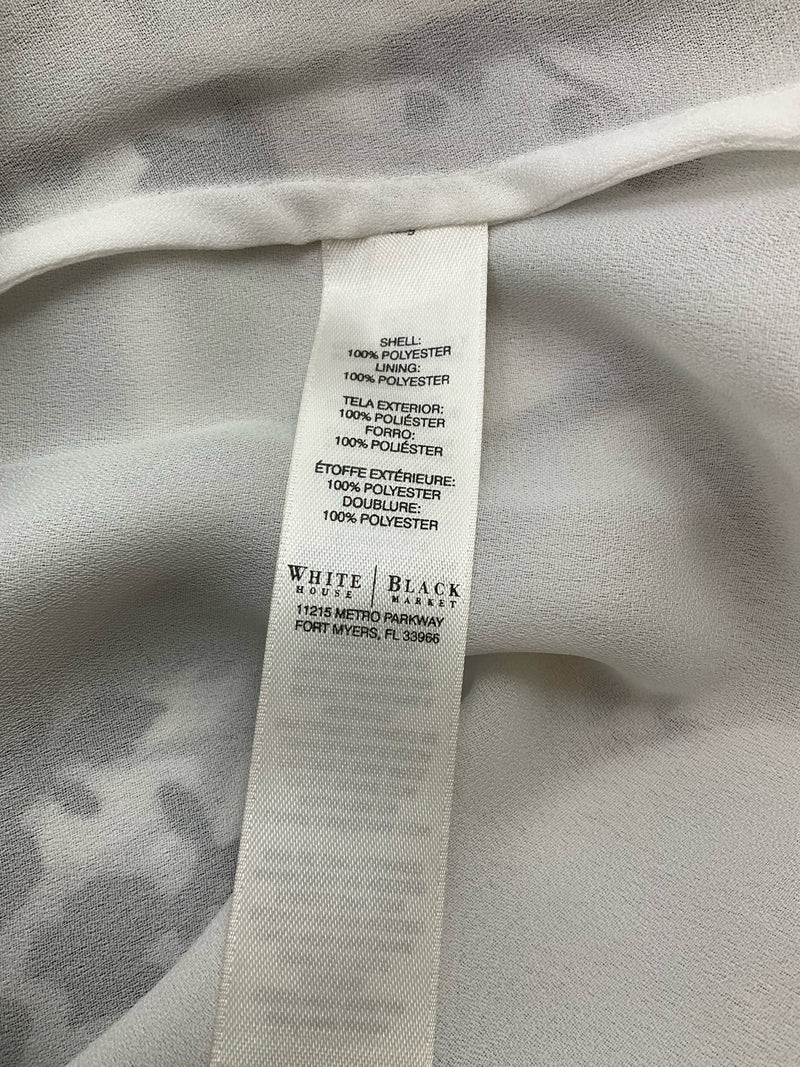 SHELL:
100% POLYESTER
LINING:
100% POLYESTER
TELA EXTERIOR:
100% POLIÉSTER
FORRO:
100% POLIÉSTER
ÉTOFFE EXTÉRIEURE:
100% POLYESTER
DOUBLURE:
100% POLYESTER
WHITE HOUSE | BLACK MARKET
11215 METRO PARKWAY
FORT MYERS, FL 33966